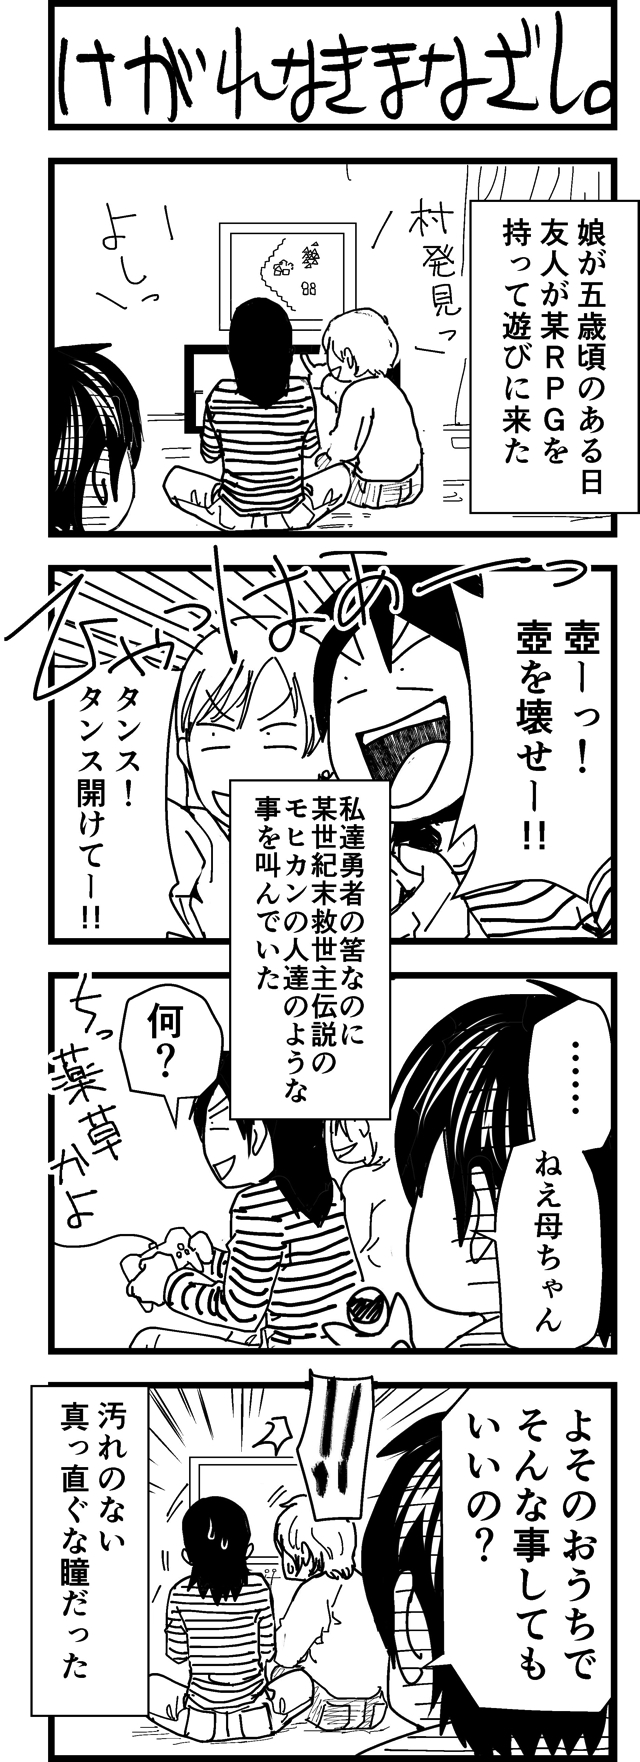 けがれなきまなざし。
娘が五歳頃のある日
友人が某RPGを
持って遊びに来た
村発見っ
よしっ
壺ーっ!
壺を壊せー!!
ひゃっはあーっ
タンス!
タンス開けてー!!
私達勇者の筈なのに
某世紀末救世主伝説の
モヒカンの人達のような
事を叫んでいた
……
ねえ母ちゃん
何?
ちっ
薬草かよ
よそのおうちで
そんな事しても
いいの?
!!
汚れのない
真っ直ぐな瞳だった